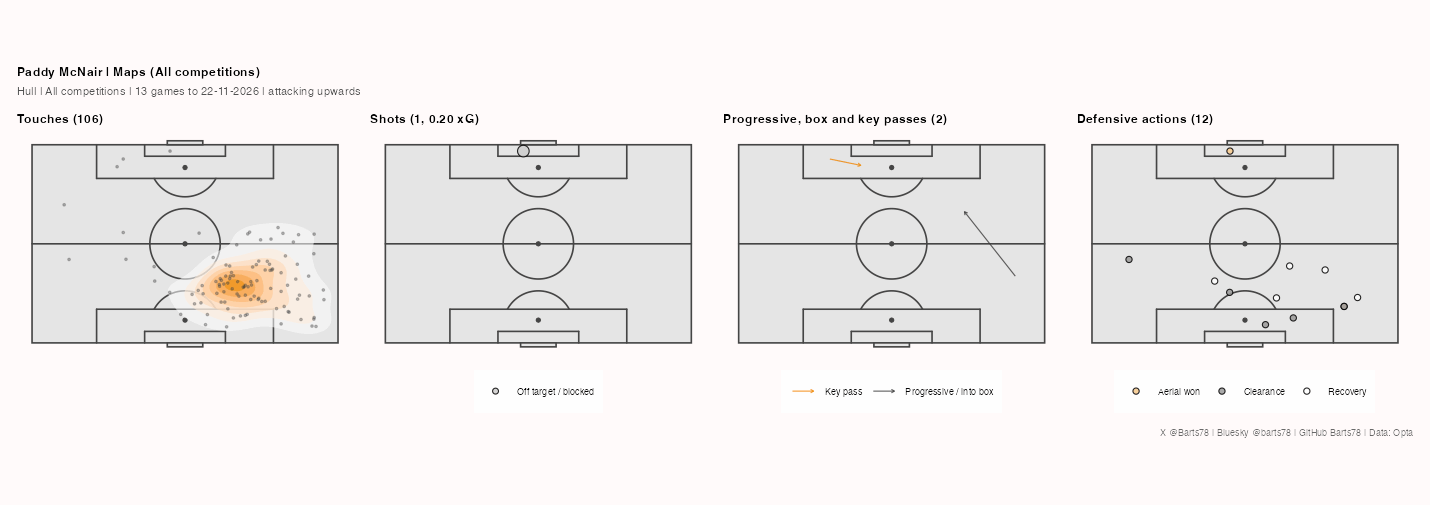 Paddy McNair | Maps (All competitions)
Hull | All competitions | 13 games to 22-11-2026 | attacking upwards
Touches (106)
Shots (1, 0.20 xG)
Progressive, box and key passes (2)
Defensive actions (12)
Off target / blocked
Key pass
Progressive / into box
Aerial won
Clearance
Recovery
X @Barts78 | Bluesky @barts78 | GitHub Barts78 | Data: Opta